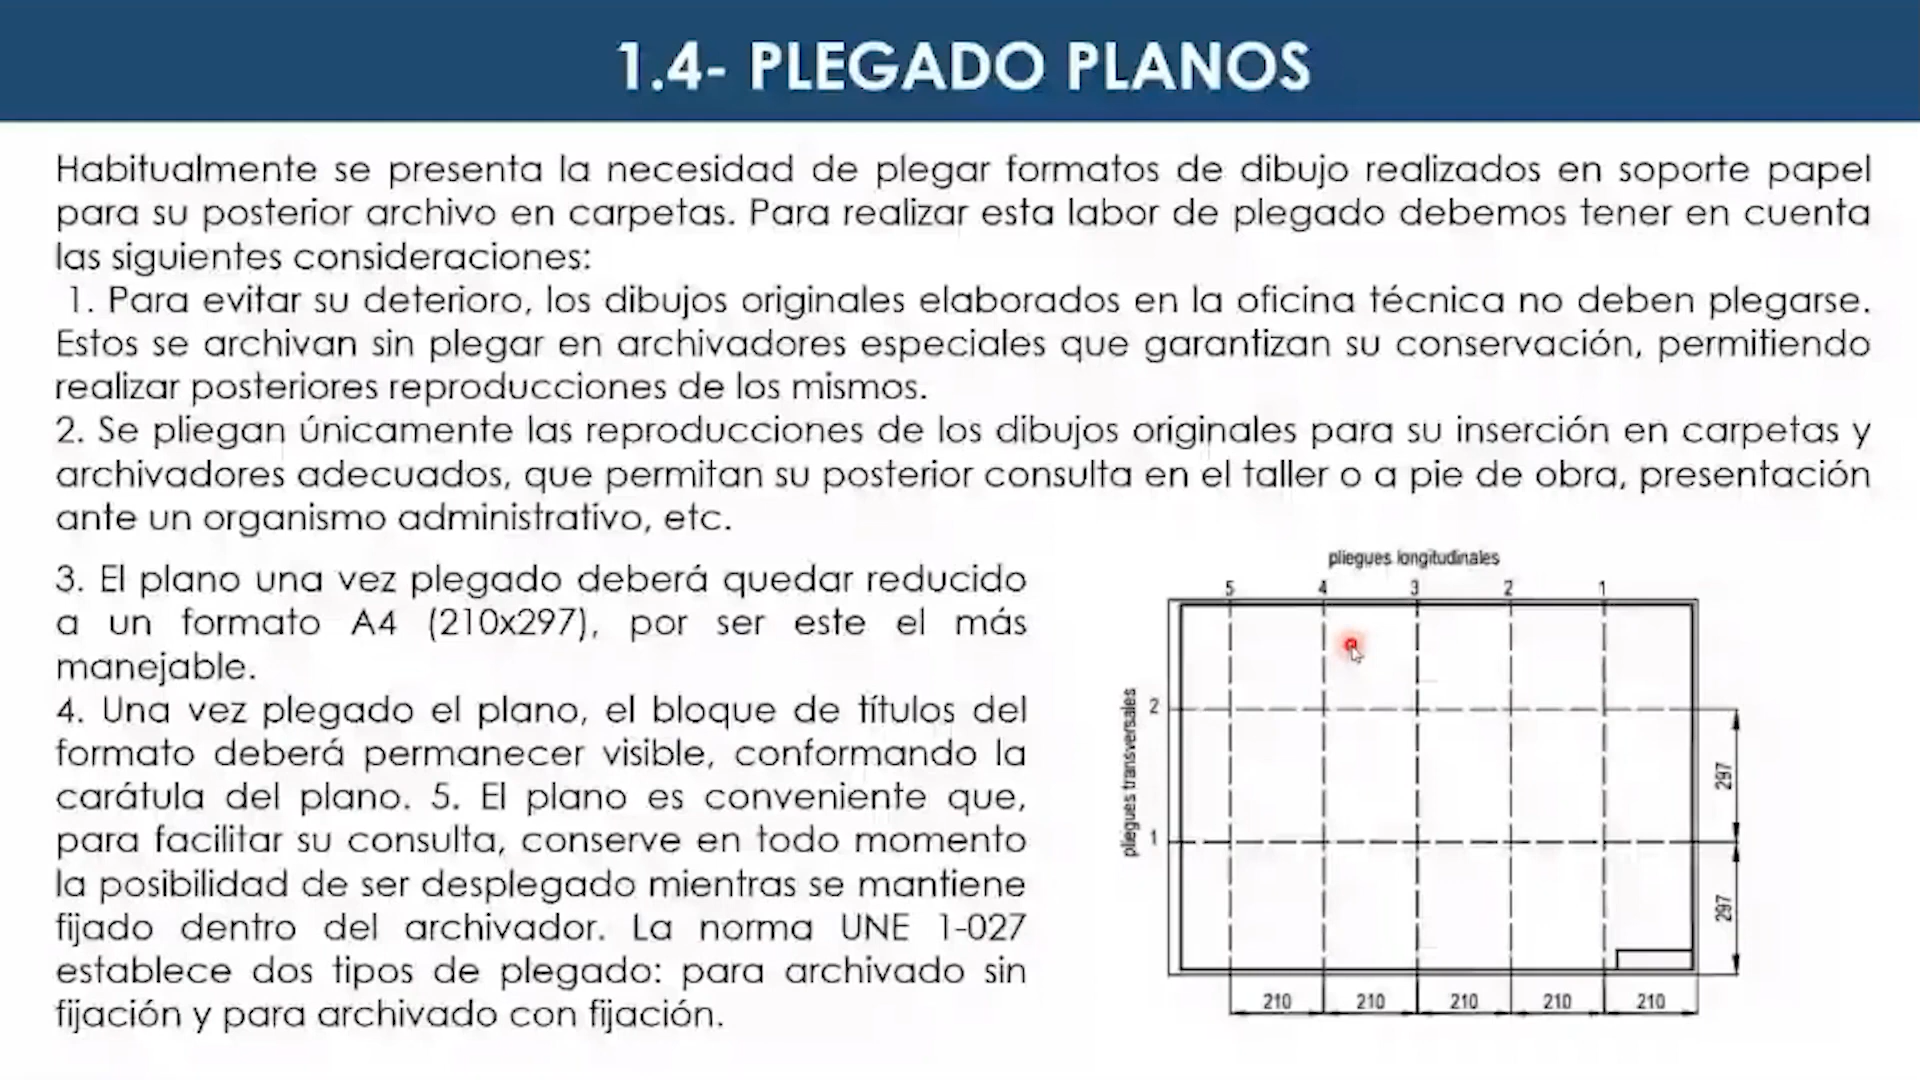 1.4- PLEGADO PLANOS
Habitualmente se presenta la necesidad de plegar formatos de dibujo realizados en soporte papel
para su posterior archivo en carpetas. Para realizar esta labor de plegado debemos tener en cuenta
las siguientes consideraciones:
1. Para evitar su deterioro, los dibujos originales elaborados en la oficina técnica no deben plegarse.
Estos se archivan sin plegar en archivadores especiales que garantizan su conservación, permitiendo
realizar posteriores reproducciones de los mismos.
2. Se pliegan únicamente las reproducciones de los dibujos originales para su inserción en carpetas y
archivadores adecuados, que permitan su posterior consulta en el taller o a pie de obra, presentación
ante un organismo administrativo, etc.
3. El plano una vez plegado deberá quedar reducido
a un formato A4 (210x297), por ser este el más
manejable.
4. Una vez plegado el plano, el bloque de títulos del
formato deberá permanecer visible, conformando la
carátula del plano. 5. El plano es conveniente que,
para facilitar su consulta, conserve en todo momento
la posibilidad de ser desplegado mientras se mantiene
fijado dentro del archivador. La norma UNE 1-027
establece dos tipos de plegado: para archivado sin
fijación y para archivado con fijación.
pliegues longitudinales
5 4 3 2 1
pliegues transversales
2
1
297
297
210 210 210 210 210